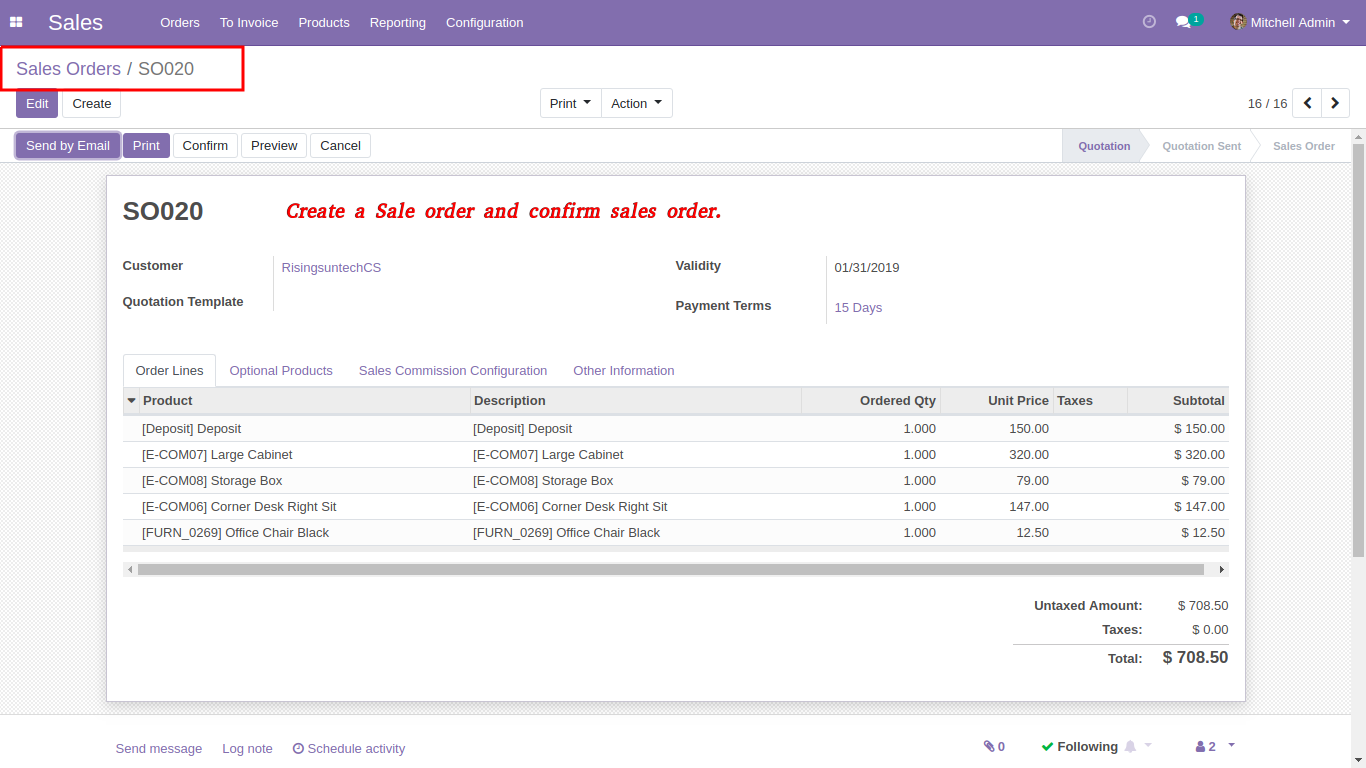 Sales Orders To Invoice Products Reporting Configuration 1 Mitchell Admin
Sales Orders / SO020
Edit Create Print Action 16 / 16
Send by Email Print Confirm Preview Cancel Quotation Quotation Sent Sales Order
SO020 Create a Sale order and confirm sales order.
Customer RisingsuntechCS Validity 01/31/2019
Quotation Template Payment Terms 15 Days
Order Lines Optional Products Sales Commission Configuration Other Information
Product Description Ordered Qty Unit Price Taxes Subtotal
[Deposit] Deposit [Deposit] Deposit 1.000 150.00 $ 150.00
[E-COM07] Large Cabinet [E-COM07] Large Cabinet 1.000 320.00 $ 320.00
[E-COM08] Storage Box [E-COM08] Storage Box 1.000 79.00 $ 79.00
[E-COM06] Corner Desk Right Sit [E-COM06] Corner Desk Right Sit 1.000 147.00 $ 147.00
[FURN_0269] Office Chair Black [FURN_0269] Office Chair Black 1.000 12.50 $ 12.50
Untaxed Amount: $ 708.50
Taxes: $ 0.00
Total: $ 708.50
Send message Log note Schedule activity 0 Following 2